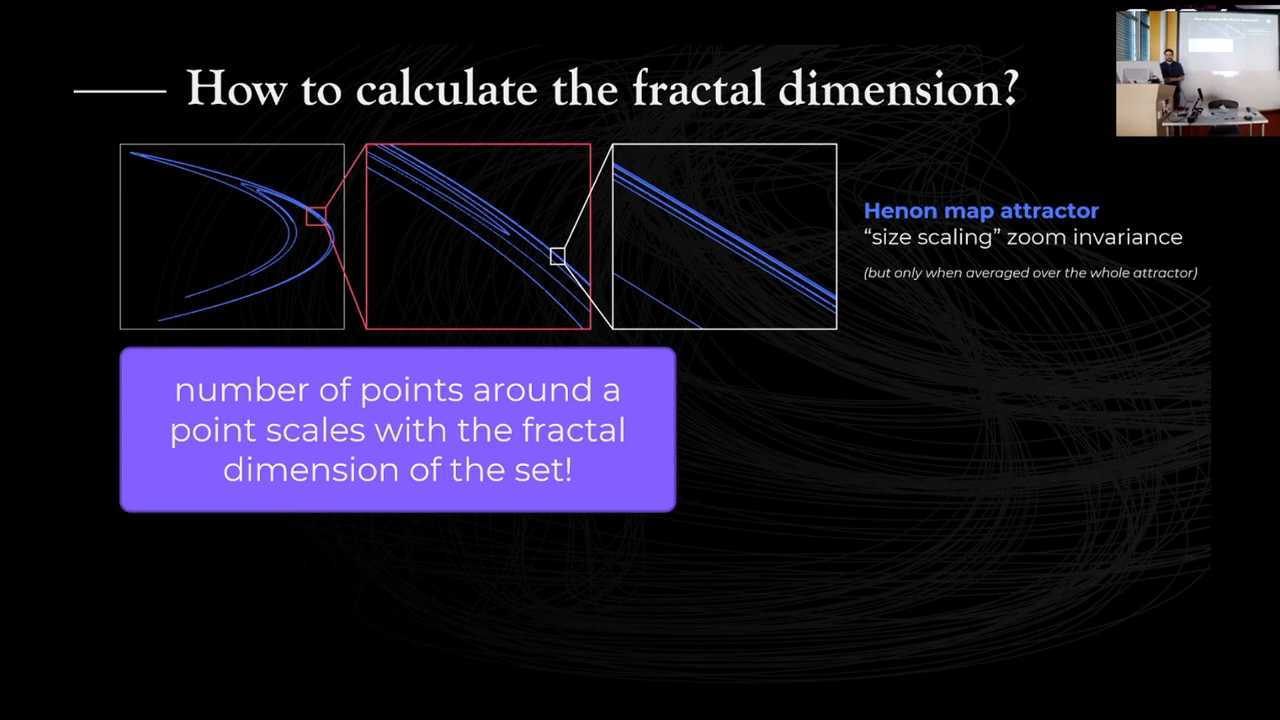 How to calculate the fractal dimension?
Henon map attractor
“size scaling” zoom invariance
(but only when averaged over the whole attractor)
number of points around a
point scales with the fractal
dimension of the set!